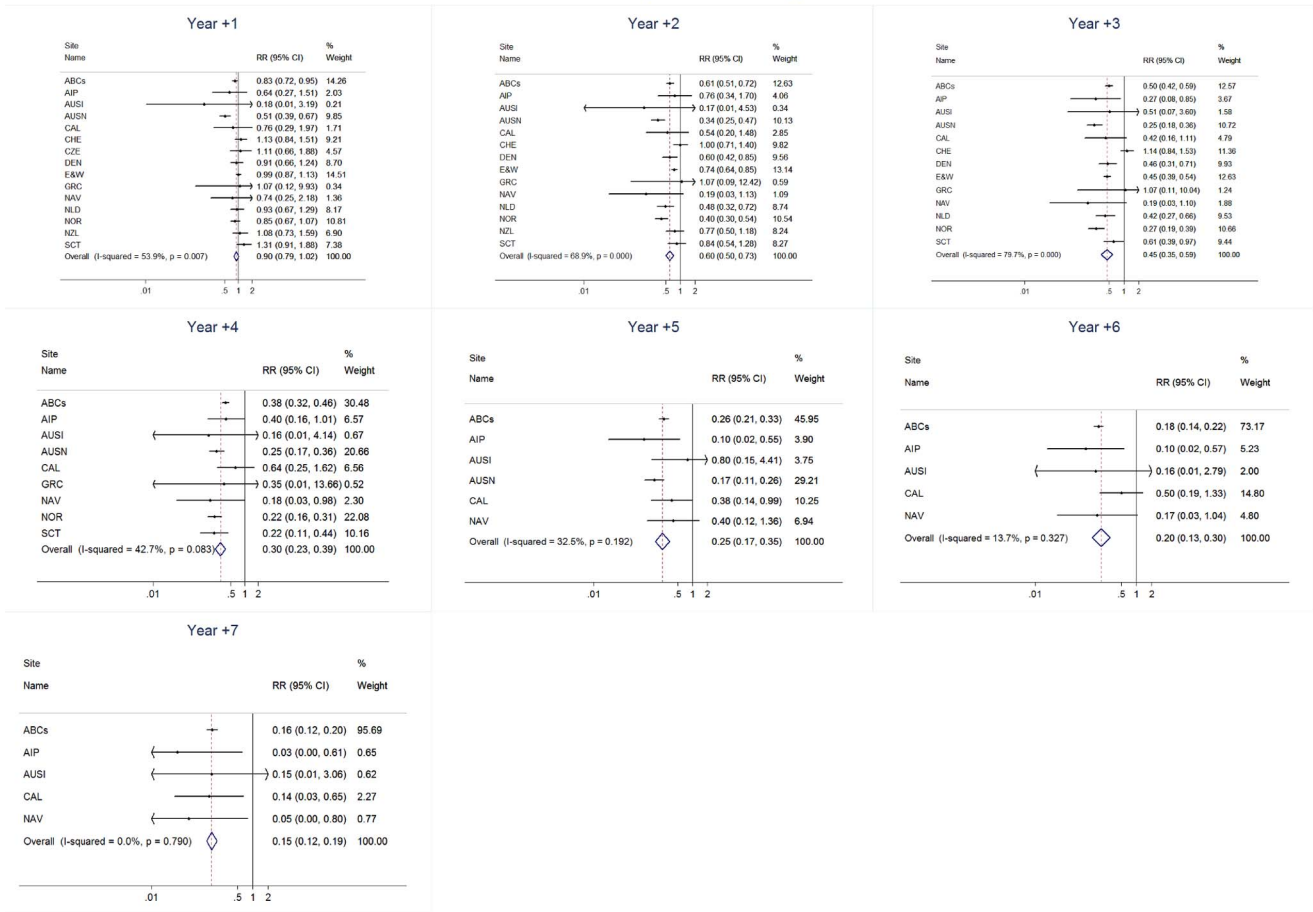 Year +1
Site %
Name RR (95% CI) Weight
ABCs 0.83 (0.72, 0.95) 14.26
AIP 0.64 (0.27, 1.51) 2.03
AUSI 0.18 (0.01, 3.19) 0.21
AUSN 0.51 (0.39, 0.67) 9.85
CAL 0.76 (0.29, 1.97) 1.71
CHE 1.13 (0.84, 1.51) 9.21
CZE 1.11 (0.66, 1.88) 4.57
DEN 0.91 (0.66, 1.24) 8.70
E&W 0.99 (0.87, 1.13) 14.51
GRC 1.07 (0.12, 9.93) 0.34
NAV 0.74 (0.25, 2.18) 1.36
NLD 0.93 (0.67, 1.29) 8.17
NOR 0.85 (0.67, 1.07) 10.81
NZL 1.08 (0.73, 1.59) 6.90
SCT 1.31 (0.91, 1.88) 7.38
Overall (I-squared = 53.9%, p = 0.007) 0.90 (0.79, 1.02) 100.00
.01 .5 1 2
Year +2
Site %
Name RR (95% CI) Weight
ABCs 0.61 (0.51, 0.72) 12.63
AIP 0.76 (0.34, 1.70) 4.06
AUSI 0.17 (0.01, 4.53) 0.34
AUSN 0.34 (0.25, 0.47) 10.13
CAL 0.54 (0.20, 1.48) 2.85
CHE 1.00 (0.71, 1.40) 9.82
DEN 0.60 (0.42, 0.85) 9.56
E&W 0.74 (0.64, 0.85) 13.14
GRC 1.07 (0.09, 12.42) 0.59
NAV 0.19 (0.03, 1.13) 1.09
NLD 0.48 (0.32, 0.72) 8.74
NOR 0.40 (0.30, 0.54) 10.54
NZL 0.77 (0.50, 1.18) 8.24
SCT 0.84 (0.54, 1.28) 8.27
Overall (I-squared = 68.9%, p = 0.000) 0.60 (0.50, 0.73) 100.00
.01 .5 1 2
Year +3
Site %
Name RR (95% CI) Weight
ABCs 0.50 (0.42, 0.59) 12.57
AIP 0.27 (0.08, 0.85) 3.67
AUSI 0.51 (0.07, 3.60) 1.58
AUSN 0.25 (0.18, 0.36) 10.72
CAL 0.42 (0.16, 1.11) 4.79
CHE 1.14 (0.84, 1.53) 11.36
DEN 0.46 (0.31, 0.71) 9.93
E&W 0.45 (0.39, 0.54) 12.63
GRC 1.07 (0.11, 10.04) 1.24
NAV 0.19 (0.03, 1.10) 1.88
NLD 0.42 (0.27, 0.66) 9.53
NOR 0.27 (0.19, 0.39) 10.66
SCT 0.61 (0.39, 0.97) 9.44
Overall (I-squared = 79.7%, p = 0.000) 0.45 (0.35, 0.59) 100.00
.01 .5 1 2
Year +4
Site %
Name RR (95% CI) Weight
ABCs 0.38 (0.32, 0.46) 30.48
AIP 0.40 (0.16, 1.01) 6.57
AUSI 0.16 (0.01, 4.14) 0.67
AUSN 0.25 (0.17, 0.36) 20.66
CAL 0.64 (0.25, 1.62) 6.56
GRC 0.35 (0.01, 13.66) 0.52
NAV 0.18 (0.03, 0.98) 2.30
NOR 0.22 (0.16, 0.31) 22.08
SCT 0.22 (0.11, 0.44) 10.16
Overall (I-squared = 42.7%, p = 0.083) 0.30 (0.23, 0.39) 100.00
.01 .5 1 2
Year +5
Site %
Name RR (95% CI) Weight
ABCs 0.26 (0.21, 0.33) 45.95
AIP 0.10 (0.02, 0.55) 3.90
AUSI 0.80 (0.15, 4.41) 3.75
AUSN 0.17 (0.11, 0.26) 29.21
CAL 0.38 (0.14, 0.99) 10.25
NAV 0.40 (0.12, 1.36) 6.94
Overall (I-squared = 32.5%, p = 0.192) 0.25 (0.17, 0.35) 100.00
.01 .5 1 2
Year +6
Site %
Name RR (95% CI) Weight
ABCs 0.18 (0.14, 0.22) 73.17
AIP 0.10 (0.02, 0.57) 5.23
AUSI 0.16 (0.01, 2.79) 2.00
CAL 0.50 (0.19, 1.33) 14.80
NAV 0.17 (0.03, 1.04) 4.80
Overall (I-squared = 13.7%, p = 0.327) 0.20 (0.13, 0.30) 100.00
.01 .5 1 2
Year +7
Site %
Name RR (95% CI) Weight
ABCs 0.16 (0.12, 0.20) 95.69
AIP 0.03 (0.00, 0.61) 0.65
AUSI 0.15 (0.01, 3.06) 0.62
CAL 0.14 (0.03, 0.65) 2.27
NAV 0.05 (0.00, 0.80) 0.77
Overall (I-squared = 0.0%, p = 0.790) 0.15 (0.12, 0.19) 100.00
.01 .5 1 2